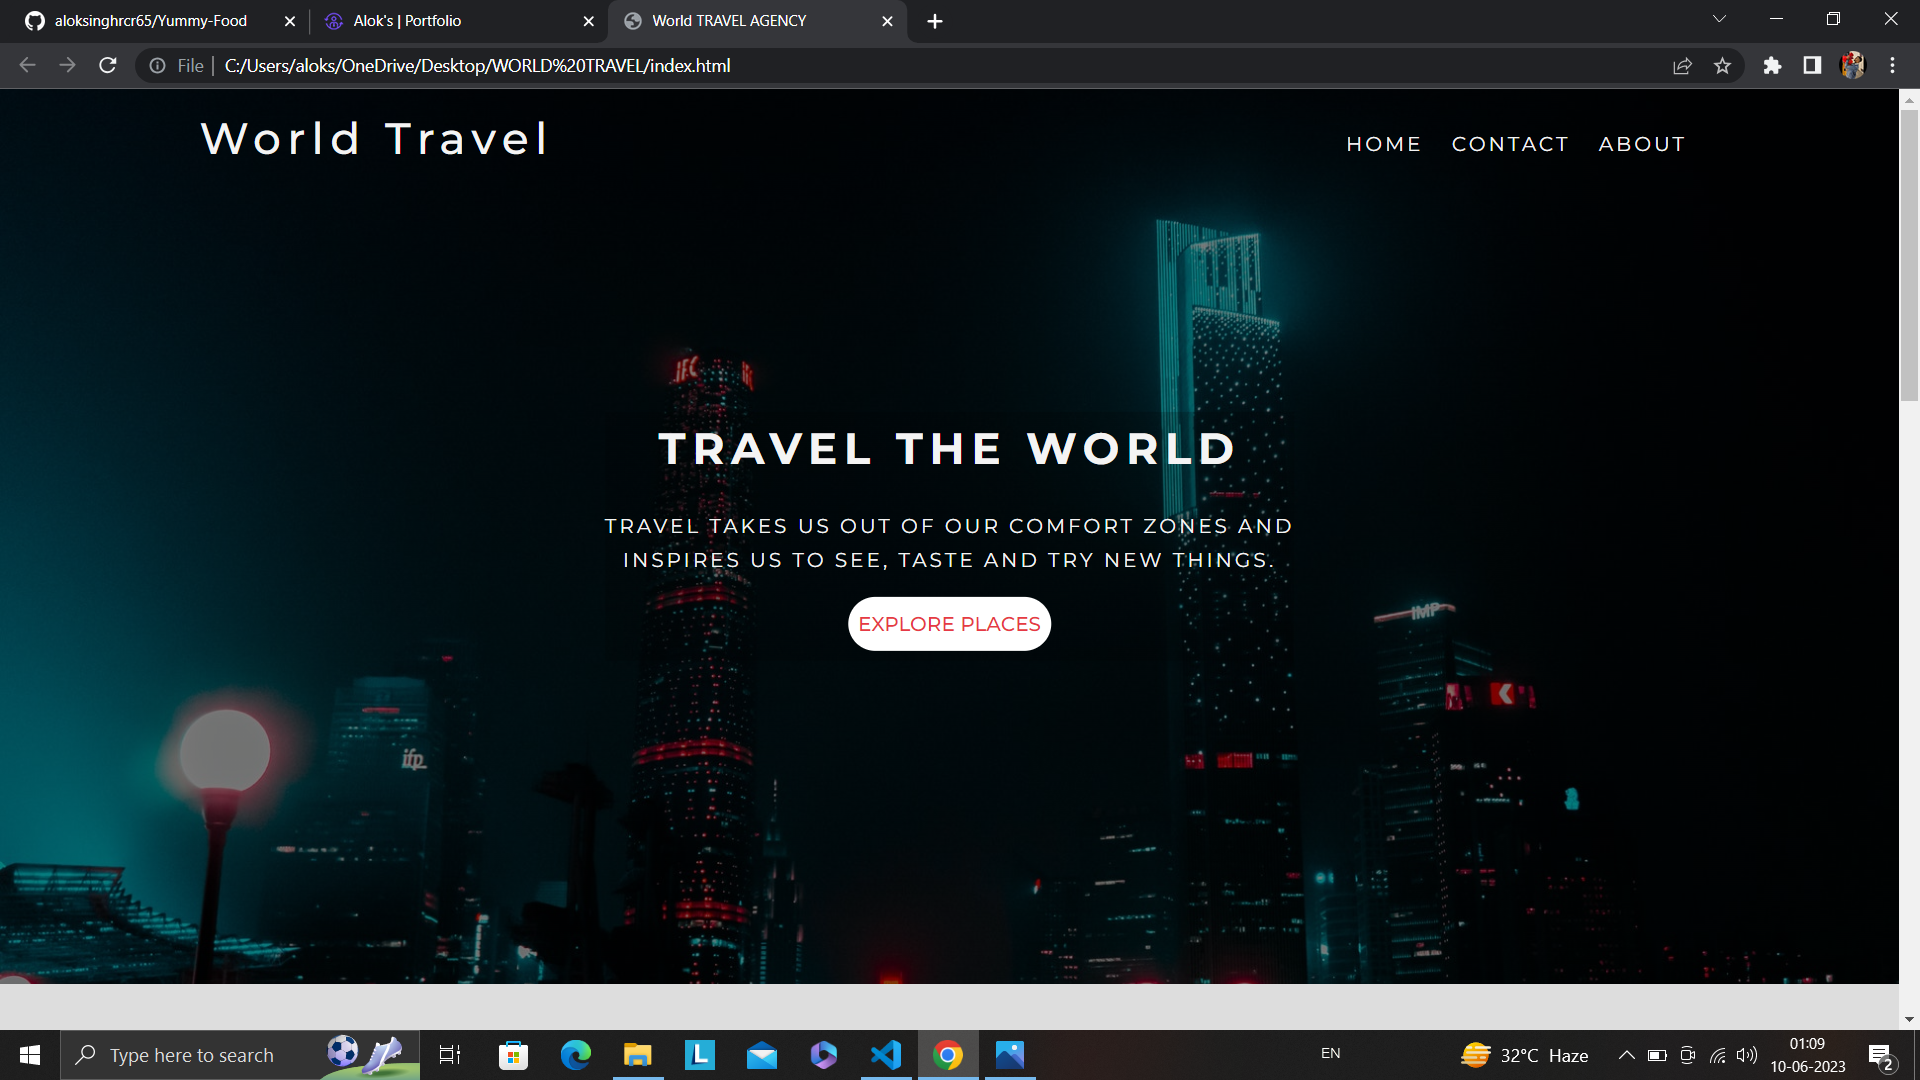 aloksinghrcr65/Yummy-Food
Alok's | Portfolio
World TRAVEL AGENCY
File
C:/Users/aloks/OneDrive/Desktop/WORLD%20TRAVEL/index.html
World Travel
HOME CONTACT ABOUT
IFC
TRAVEL THE WORLD
TRAVEL TAKES US OUT OF OUR COMFORT ZONES AND
INSPIRES US TO SEE, TASTE AND TRY NEW THINGS.
EXPLORE PLACES
IMP
ifp
Type here to search
L
EN
32°C Haze
01:09
10-06-2023
2